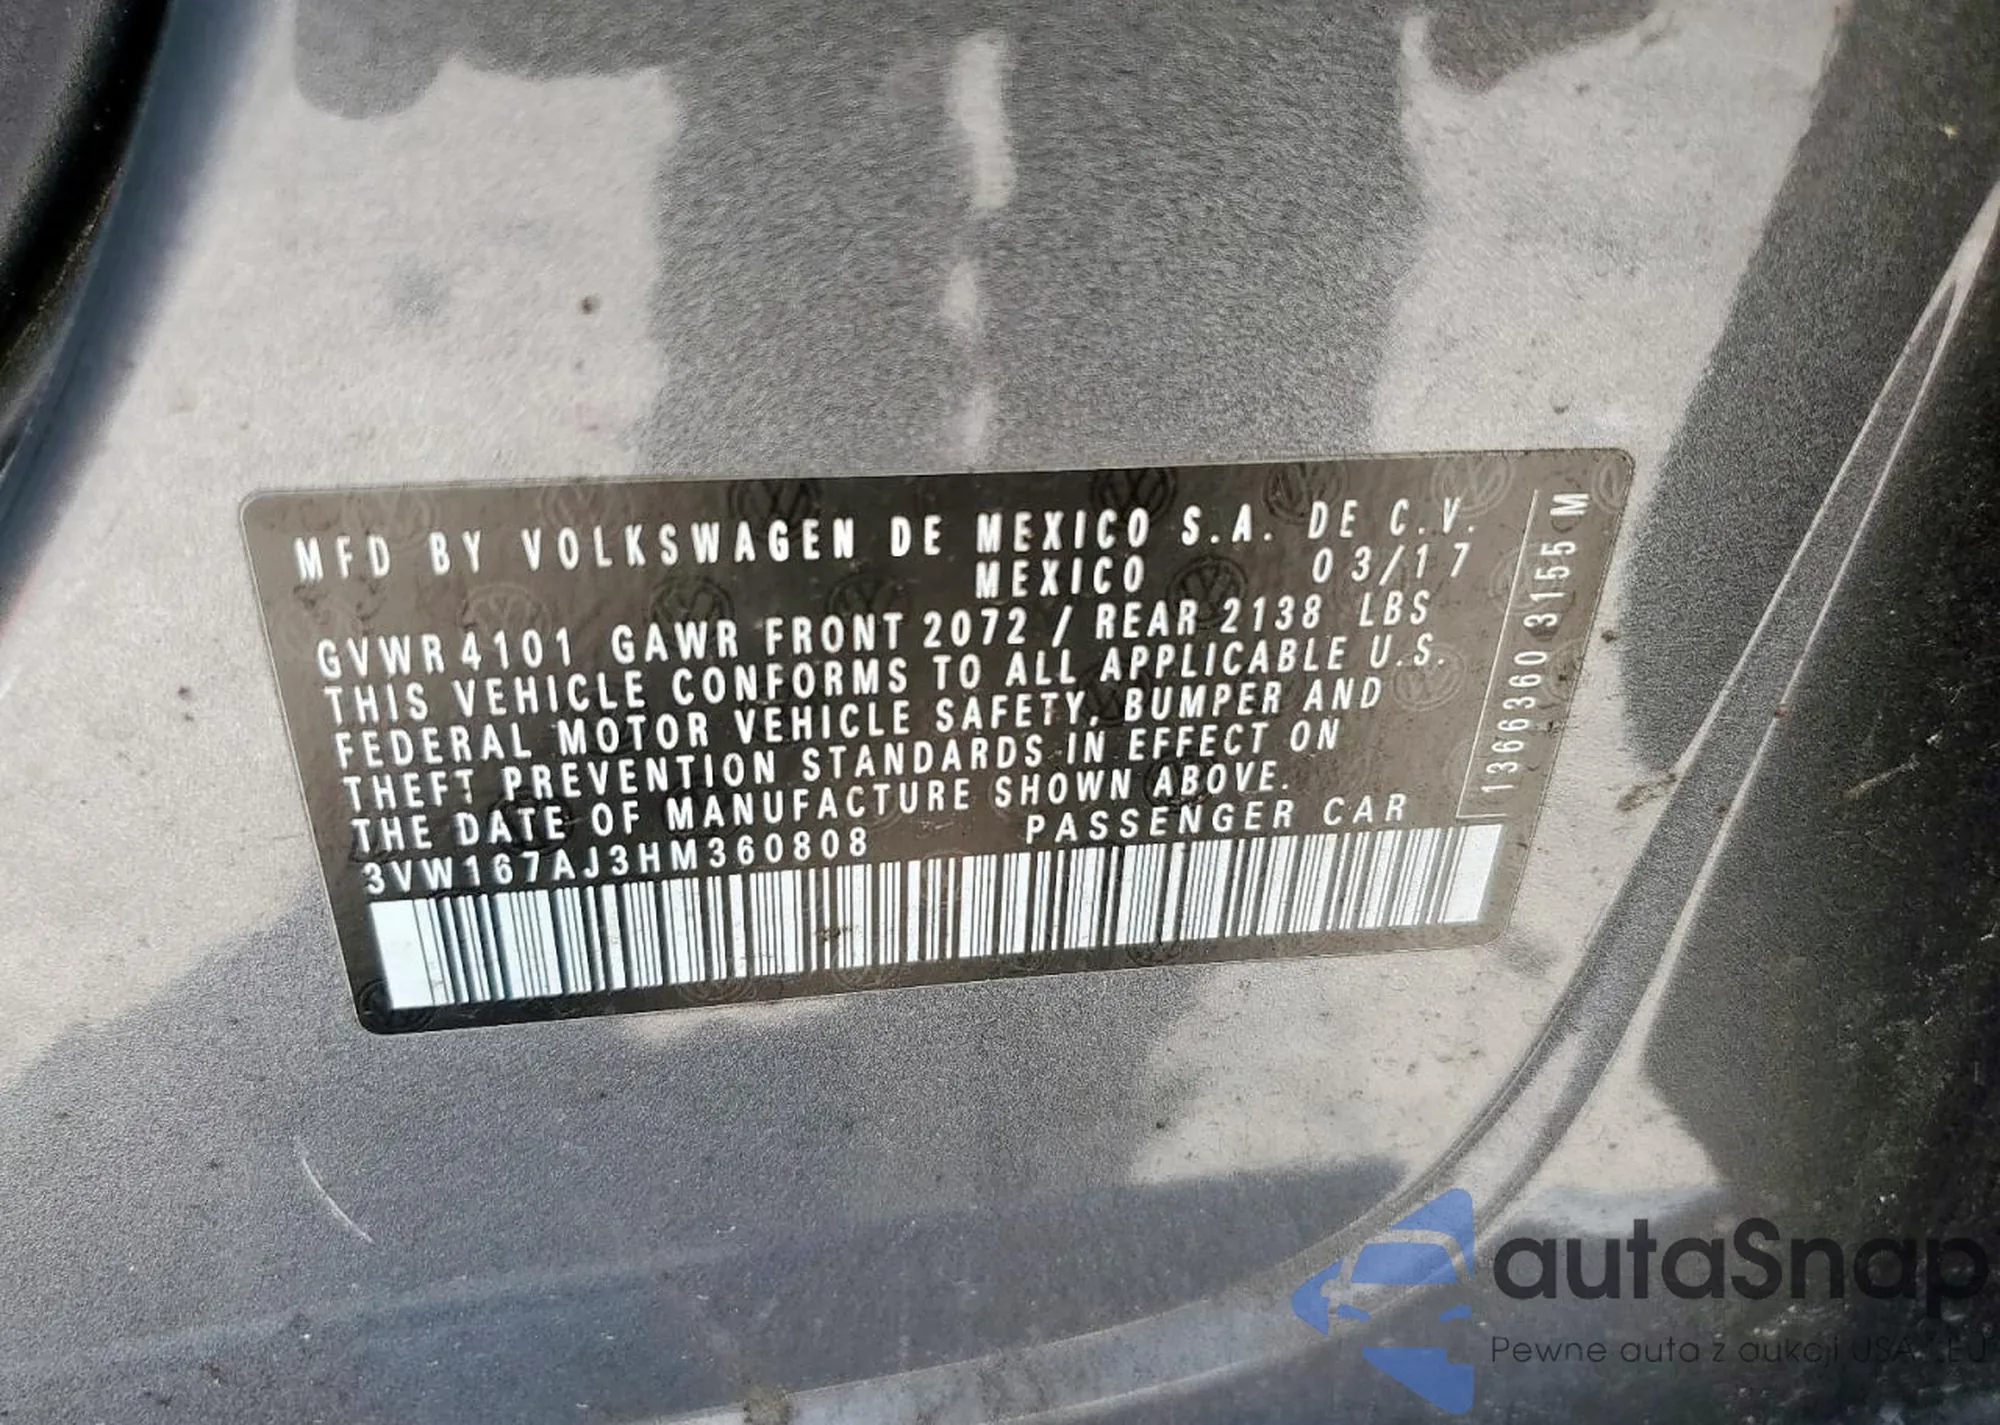 MFD BY VOLKSWAGEN DE MEXICO S.A. DE C.V.
MEXICO 03/17
GVWR 4101 GAWR FRONT 2072 / REAR 2138 LBS
THIS VEHICLE CONFORMS TO ALL APPLICABLE U.S.
FEDERAL MOTOR VEHICLE SAFETY, BUMPER AND
THEFT PREVENTION STANDARDS IN EFFECT ON
THE DATE OF MANUFACTURE SHOWN ABOVE.
3VW167AJ3HM360808 PASSENGER CAR
1366360 3155 M
autaSnap
Pewne auta z aukcji USA i EU